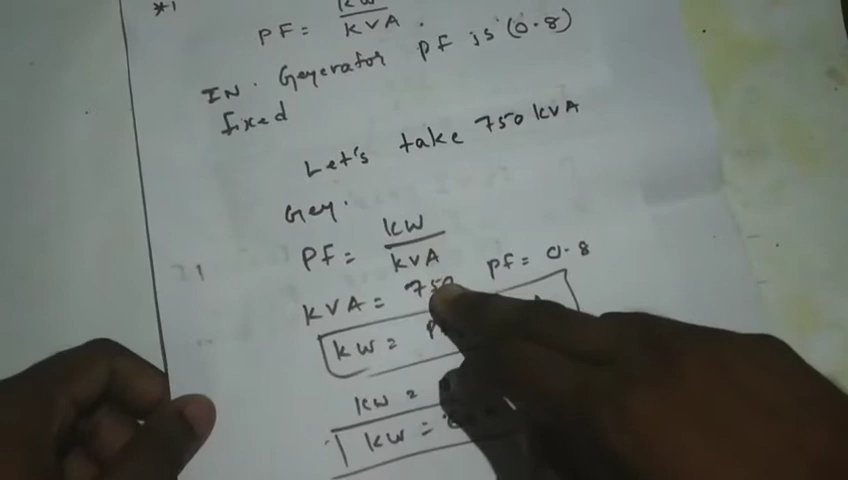 *1
PF = kW
kVA .
IN. Generator PF is (0.8)
fixed
Let's take 750 kVA
Gen.
PF = kW
kVA
kVA = 750 PF = 0.8
kW =
kW =
kW =